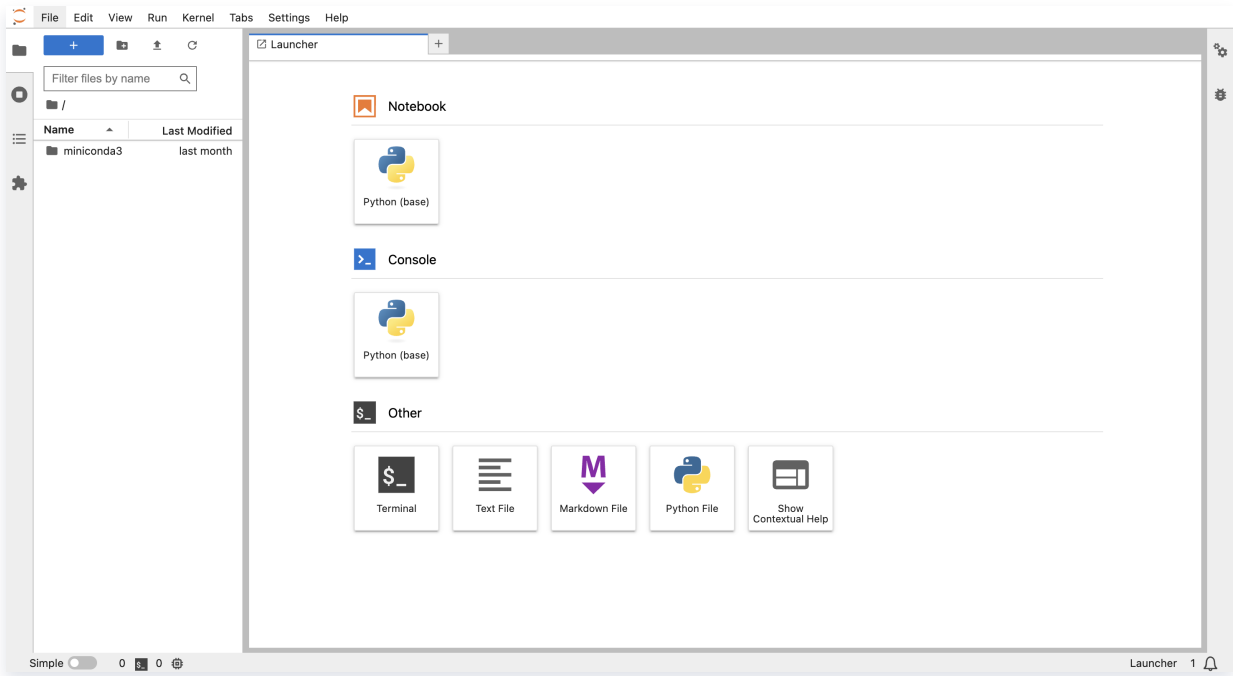 File Edit View Run Kernel Tabs Settings Help
+
Launcher
+
Filter files by name
/
Name Last Modified
miniconda3 last month
Notebook
Python (base)
>_ Console
Python (base)
$_ Other
$_
Terminal
Text File
M
Markdown File
Python File
Show
Contextual Help
Simple 0 $_ 0
Launcher 1